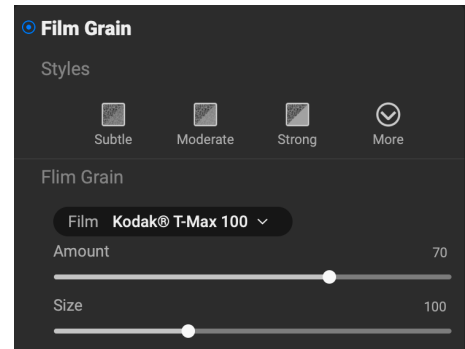 Film Grain
Styles
Subtle Moderate Strong More
Flim Grain
Film Kodak® T-Max 100
Amount 70
Size 100